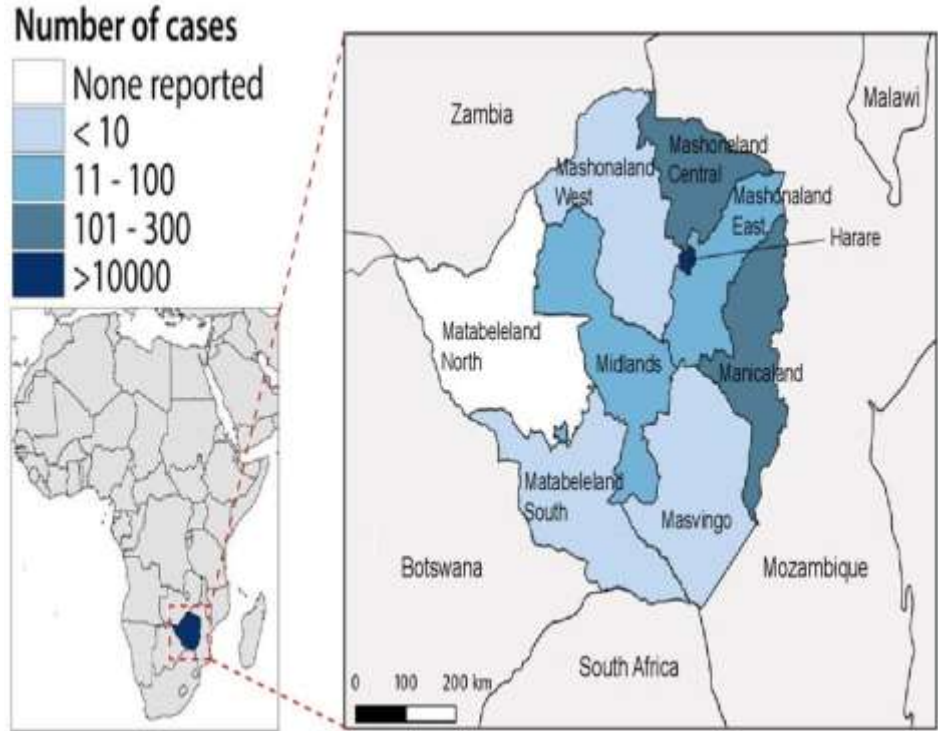 Number of cases
None reported
< 10
11 - 100
101 - 300
>10000
Zambia
Malawi
Mashonaland
Central
Mashonaland
West
Mashonaland
East
Harare
Matabeleland
North
Midlands
Manicaland
Matabeleland
South
Masvingo
Botswana
Mozambique
South Africa
0 100 200 km